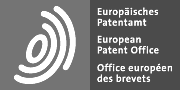 Europäisches
Patentamt
European
Patent Office
Office européen
des brevets